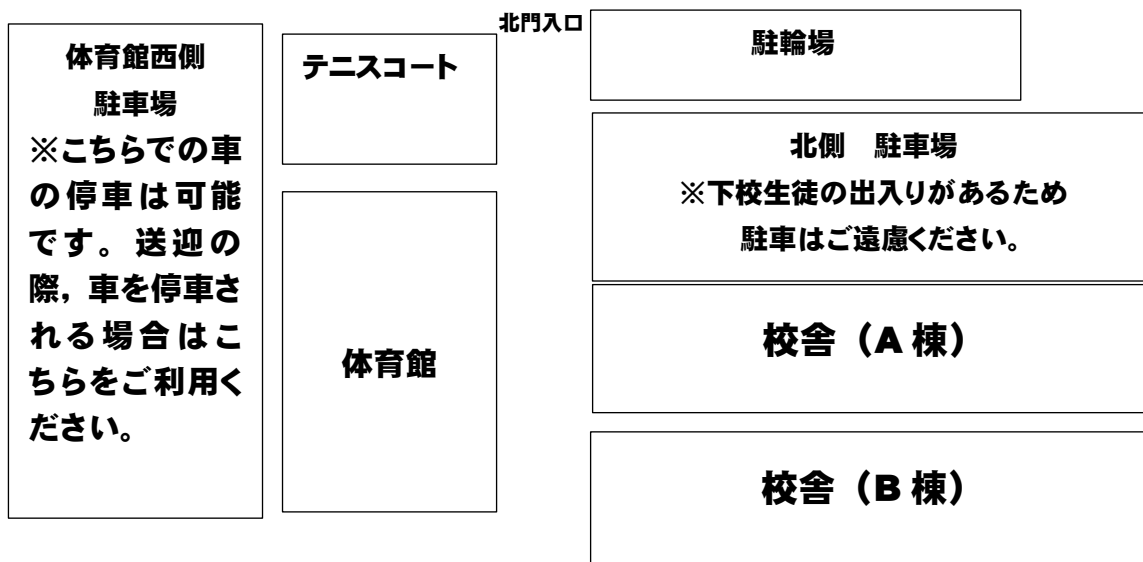 体育館西側
駐車場
※こちらでの車
の停車は可能
です。送迎の
際，車を停車さ
れる場合はこ
ちらをご利用く
ださい。
テニスコート
体育館
北門入口
駐輪場
北側　駐車場
※下校生徒の出入りがあるため
駐車はご遠慮ください。
校舎（A 棟）
校舎（B 棟）